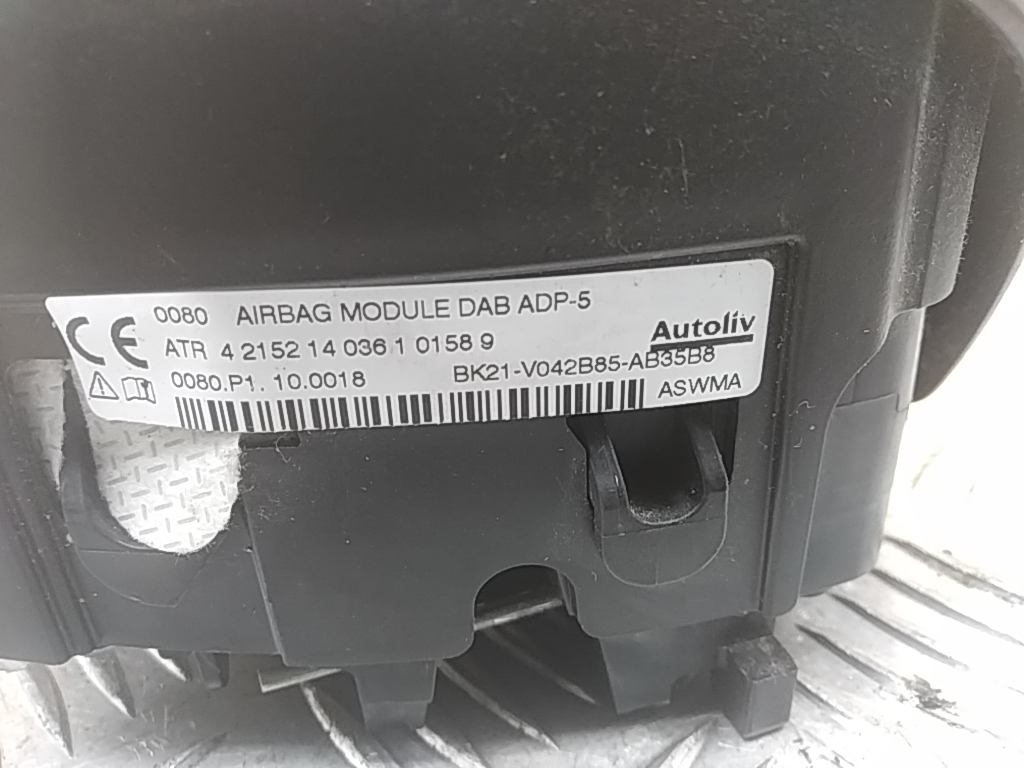 CE 0080 AIRBAG MODULE DAB ADP-5
Autoliv
ATR 4 2152 14 036 1 0158 9
0080.P1. 10.0018 BK21-V042B85-AB35B8
ASWMA